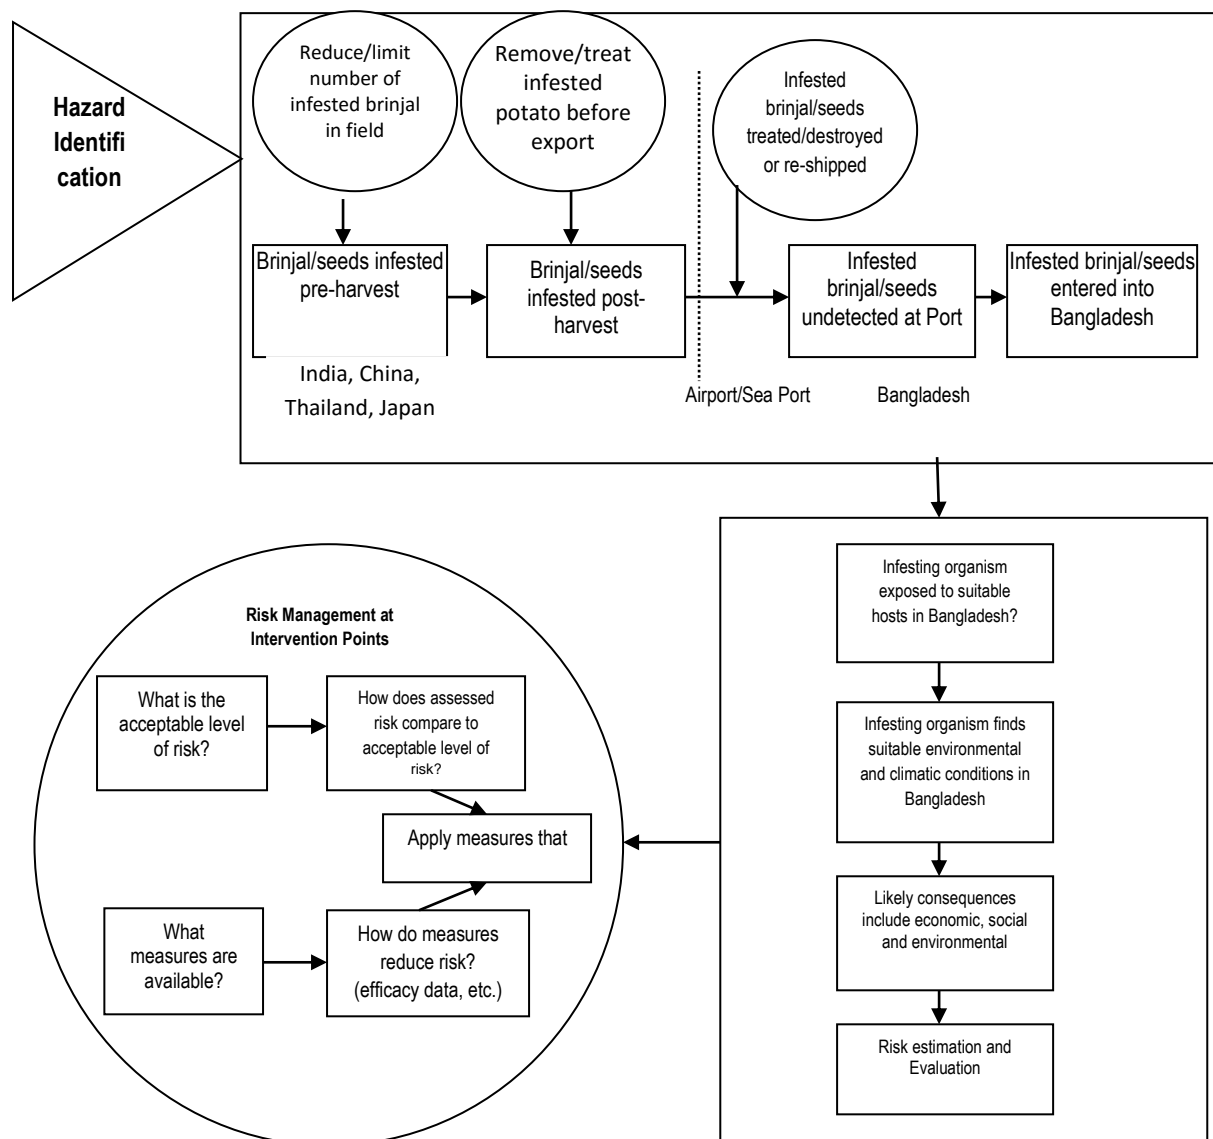 Hazard
Identifi
cation
Reduce/limit
number of
infested brinjal
in field
Remove/treat
infested
potato before
export
Infested
brinjal/seeds
treated/destroyed
or re-shipped
Brinjal/seeds infested
pre-harvest
Brinjal/seeds
infested post-
harvest
Infested
brinjal/seeds
undetected at Port
Infested brinjal/seeds
entered into
Bangladesh
India, China,
Thailand, Japan
Airport/Sea Port
Bangladesh
Infesting organism
exposed to suitable
hosts in Bangladesh?
Infesting organism finds
suitable environmental
and climatic conditions in
Bangladesh
Likely consequences
include economic, social
and environmental
Risk estimation and
Evaluation
Risk Management at
Intervention Points
What is the
acceptable level
of risk?
How does assessed
risk compare to
acceptable level of
risk?
Apply measures that
What
measures are
available?
How do measures
reduce risk?
(efficacy data, etc.)